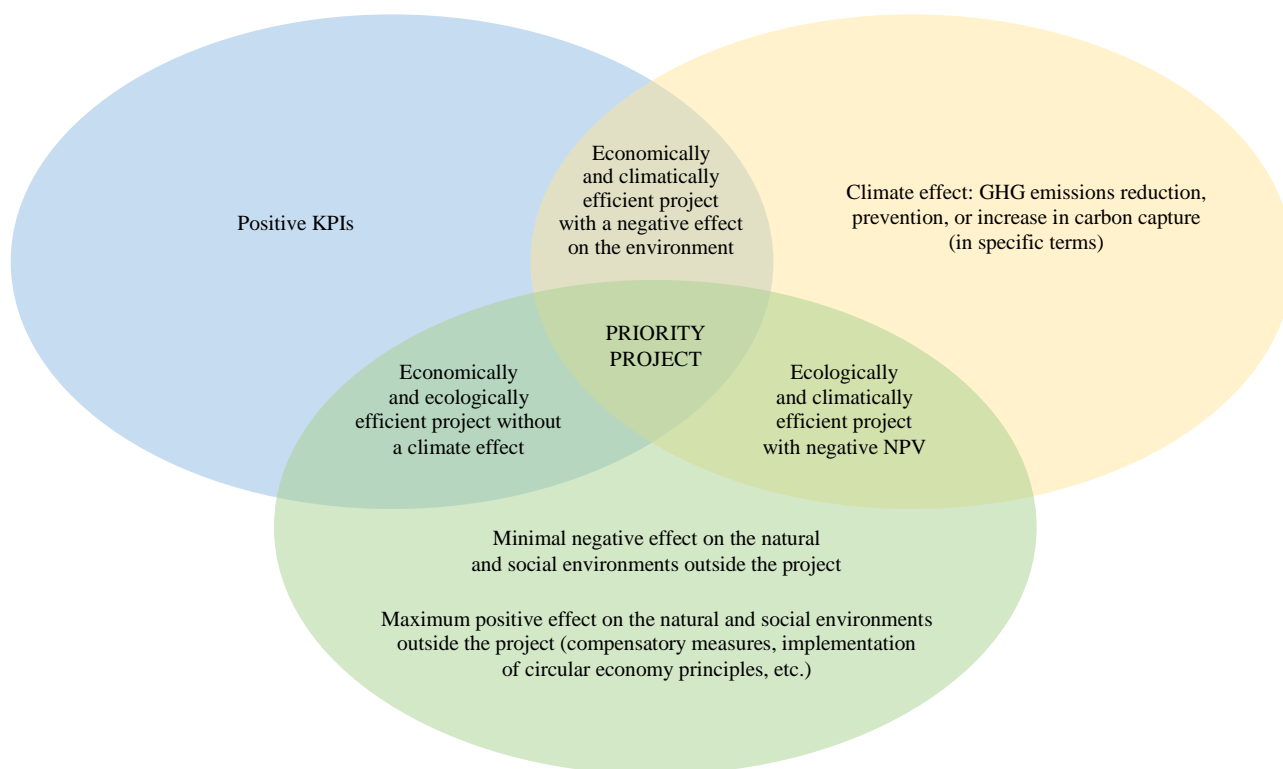 Economically
and climatically
efficient project
with a negative effect
on the environment
Positive KPIs
Climate effect: GHG emissions reduction,
prevention, or increase in carbon capture
(in specific terms)
PRIORITY
PROJECT
Economically
and ecologically
efficient project without
a climate effect
Ecologically
and climatically
efficient project
with negative NPV
Minimal negative effect on the natural
and social environments outside the project
Maximum positive effect on the natural and social environments
outside the project (compensatory measures, implementation
of circular economy principles, etc.)